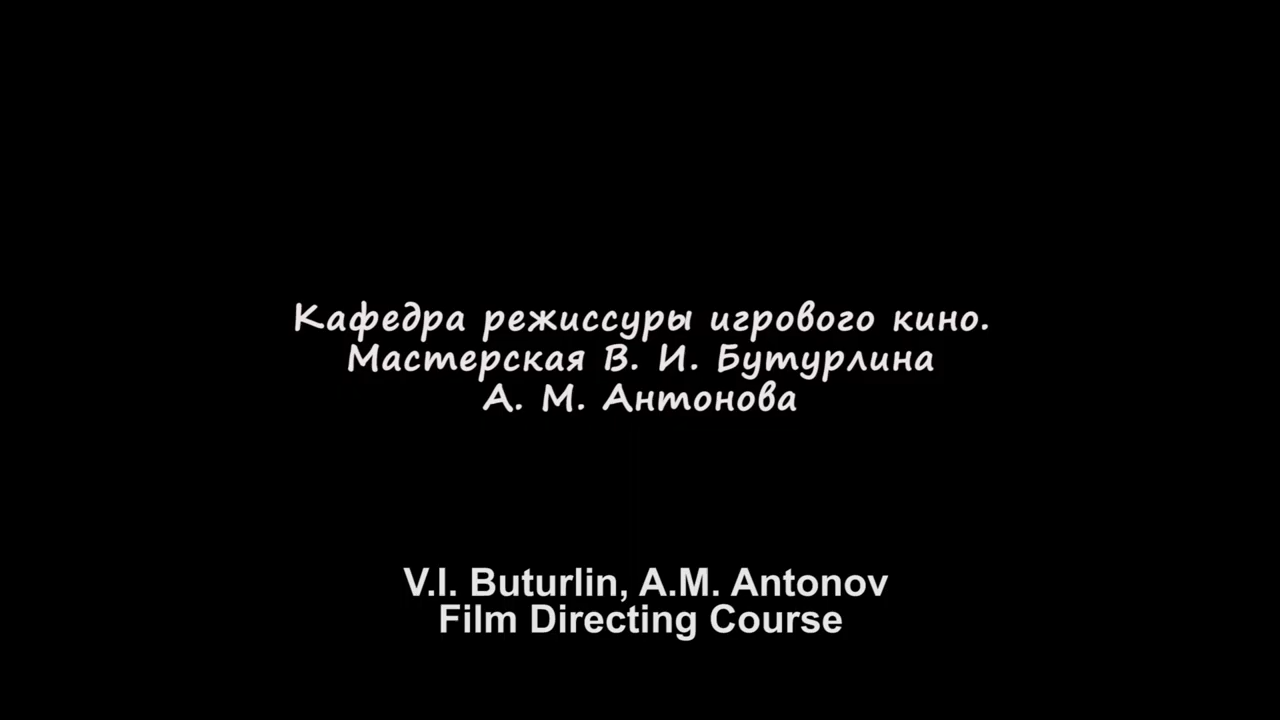 Кафедра режиссуры игрового кино.
Мастерская В. И. Бутурлина
А. М. Антонова
V.I. Buturlin, A.M. Antonov
Film Directing Course